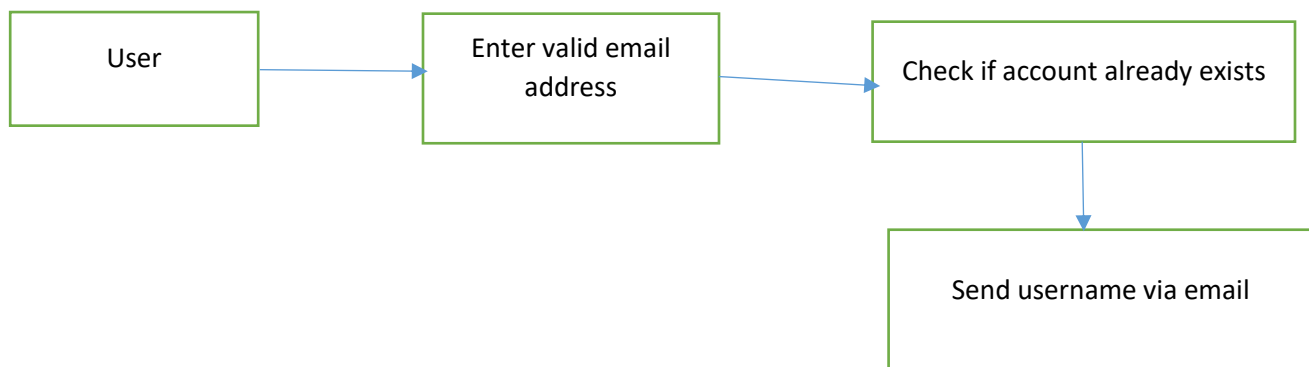 User
Enter valid email
address
Check if account already exists
Send username via email